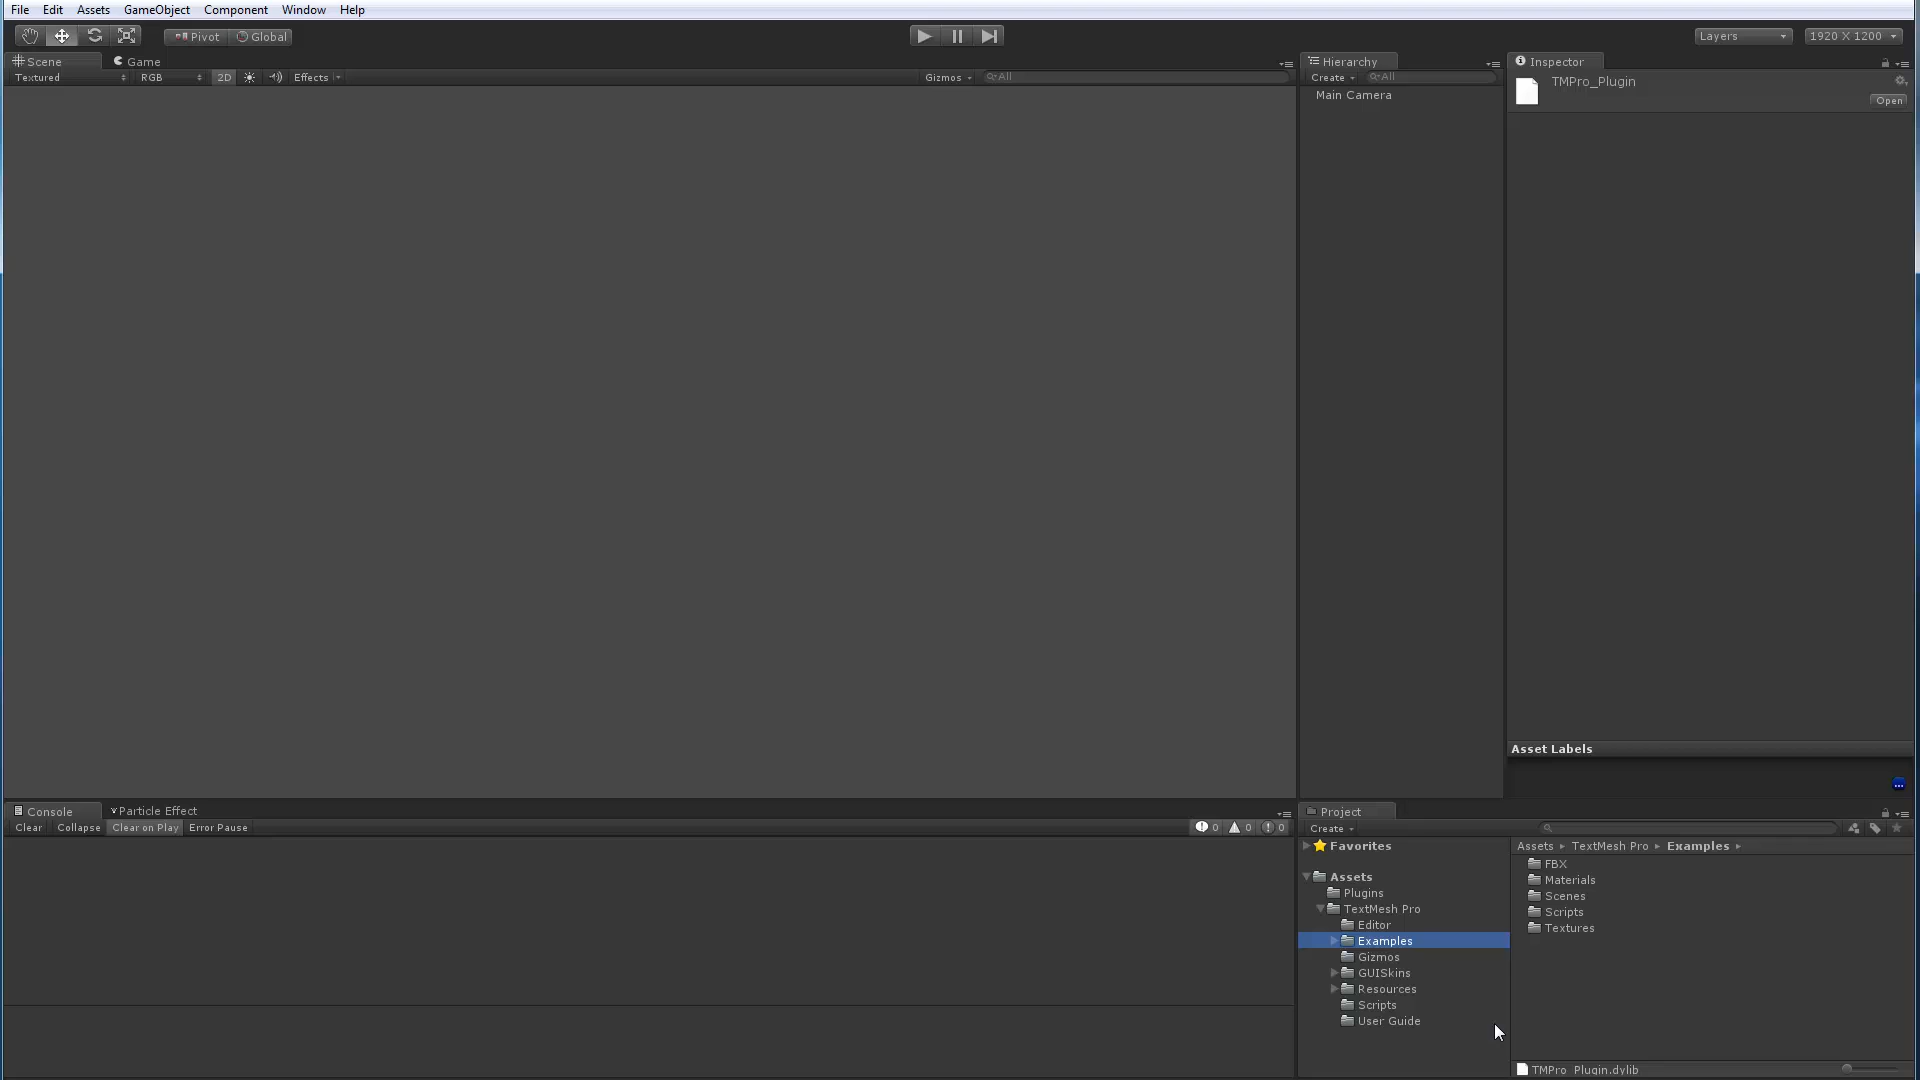 File Edit Assets GameObject Component Window Help
Pivot Global Layers 1920 X 1200
Scene Game
Textured RGB 2D Effects Gizmos All
Hierarchy
Create All
Main Camera
Inspector
TMPro_Plugin
Open
Asset Labels
Console Particle Effect
Clear Collapse Clear on Play Error Pause 0 0 0
Project
Create
Favorites
Assets
Plugins
TextMesh Pro
Editor
Examples
Gizmos
GUISkins
Resources
Scripts
User Guide
Assets TextMesh Pro Examples
FBX
Materials
Scenes
Scripts
Textures
TMPro_Plugin.dylib